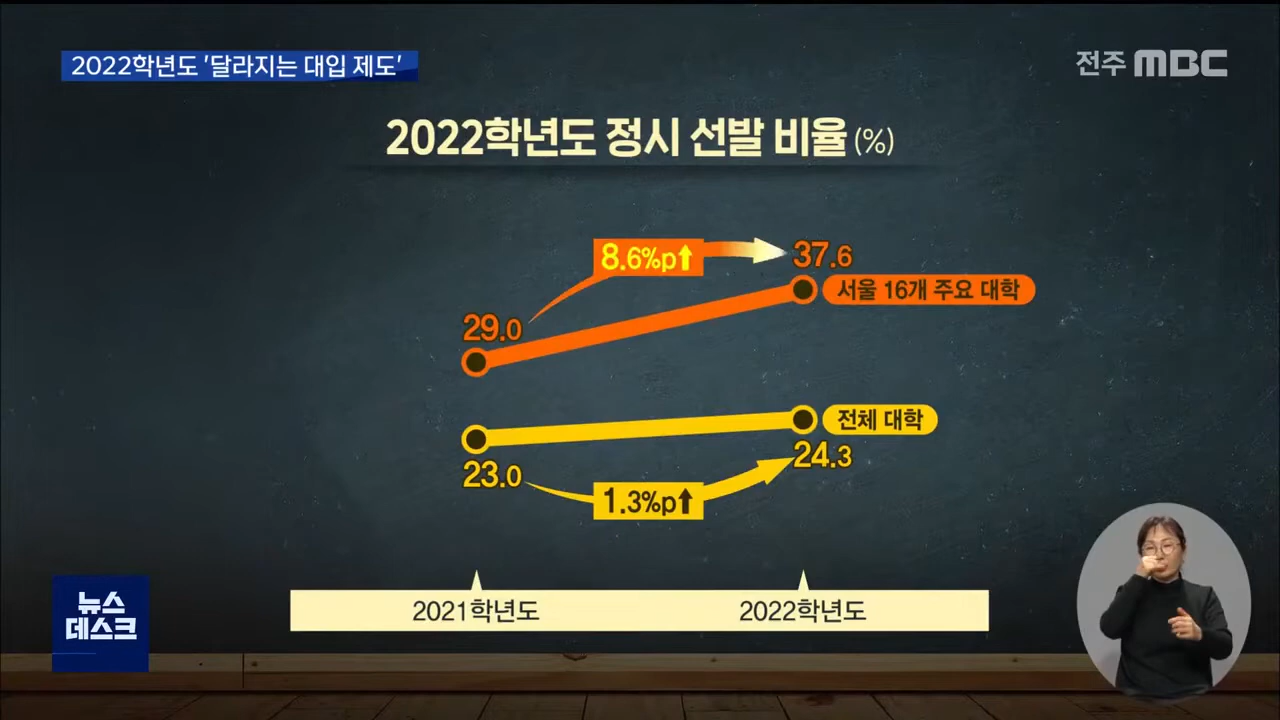 2022학년도 '달라지는 대입 제도'
전주 MBC
2022학년도 정시 선발 비율 (%)
8.6%p↑
37.6
서울 16개 주요 대학
29.0
전체 대학
23.0
24.3
1.3%p↑
2021학년도
2022학년도
뉴스
데스크